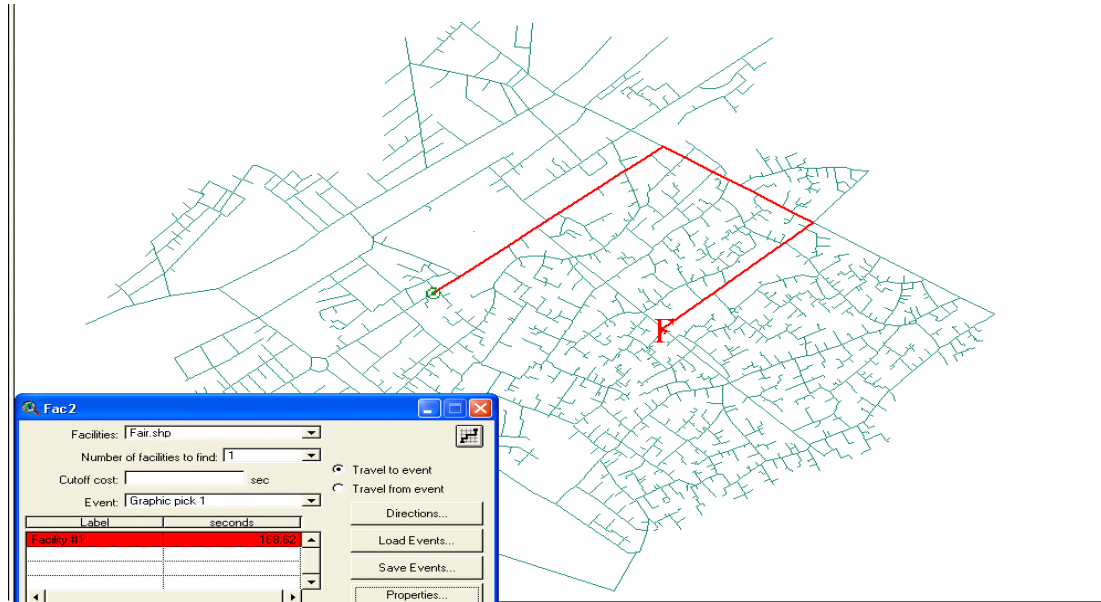 F
Fac2
Facilities: Fair.shp
Number of facilities to find: 1
Cutoff cost: sec
Event: Graphic pick 1
Travel to event
Travel from event
Label seconds
Facility #1 168.62
Directions...
Load Events...
Save Events...
Properties...